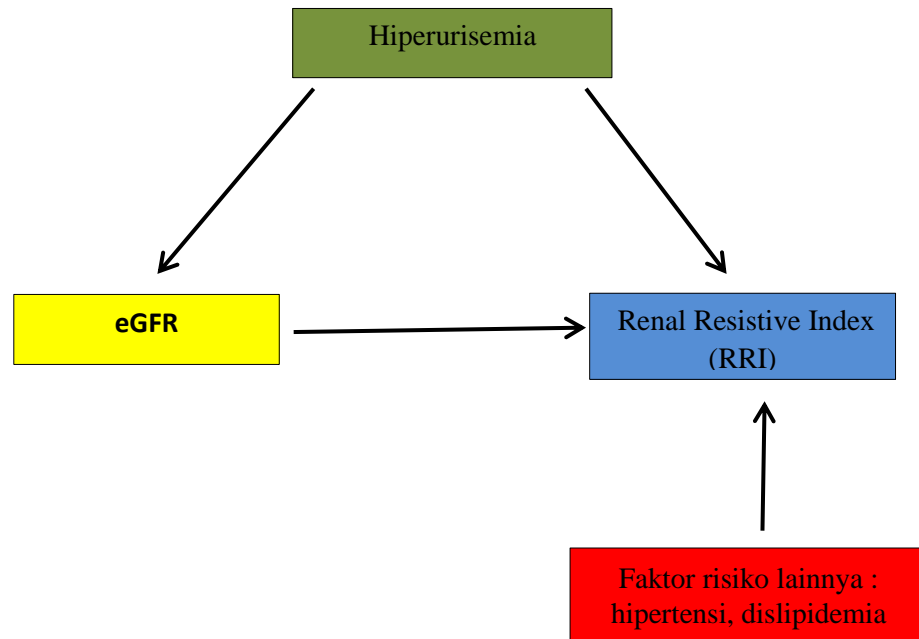 Hiperurisemia
eGFR
Renal Resistive Index
(RRI)
Faktor risiko lainnya :
hipertensi, dislipidemia